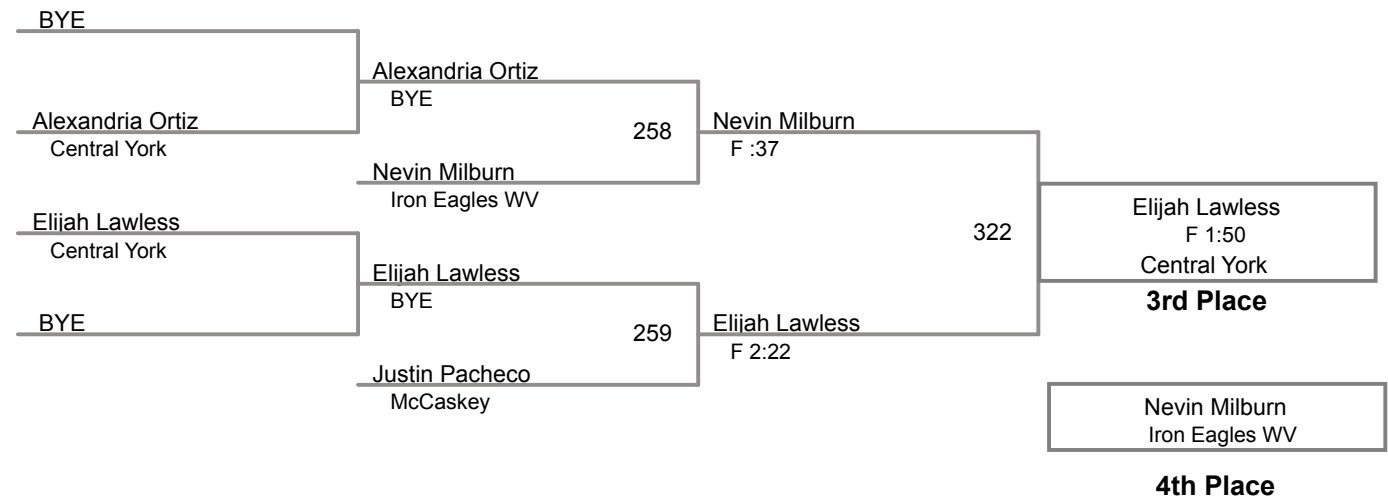 BYE
Alexandria Ortiz
BYE
Alexandria Ortiz
Central York
258
Nevin Milburn
F :37
Nevin Milburn
Iron Eagles WV
Elijah Lawless
Central York
322
Elijah Lawless
F 1:50
Central York
3rd Place
Elijah Lawless
BYE
BYE
259
Elijah Lawless
F 2:22
Justin Pacheco
McCaskey
Nevin Milburn
Iron Eagles WV
4th Place